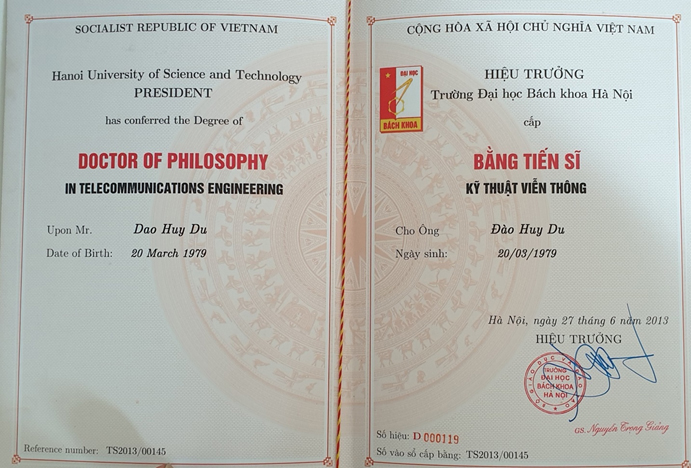 SOCIALIST REPUBLIC OF VIETNAM
Hanoi University of Science and Technology
PRESIDENT
has conferred the Degree of
DOCTOR OF PHILOSOPHY
IN TELECOMMUNICATIONS ENGINEERING
Upon Mr. Dao Huy Du
Date of Birth: 20 March 1979
Reference number: TS2013/00145
CỘNG HÒA XÃ HỘI CHỦ NGHĨA VIỆT NAM
ĐẠI HỌC
BÁCH KHOA
HIỆU TRƯỞNG
Trường Đại học Bách khoa Hà Nội
cấp
BẰNG TIẾN SĨ
KỸ THUẬT VIỄN THÔNG
Cho Ông Đào Huy Du
Ngày sinh: 20/03/1979
Hà Nội, ngày 27 tháng 6 năm 2013
HIỆU TRƯỞNG
TRƯỜNG
ĐẠI HỌC
BÁCH KHOA
HÀ NỘI
GS. Nguyễn Trọng Giảng
Số hiệu: D 000119
Số vào sổ cấp bằng: TS2013/00145